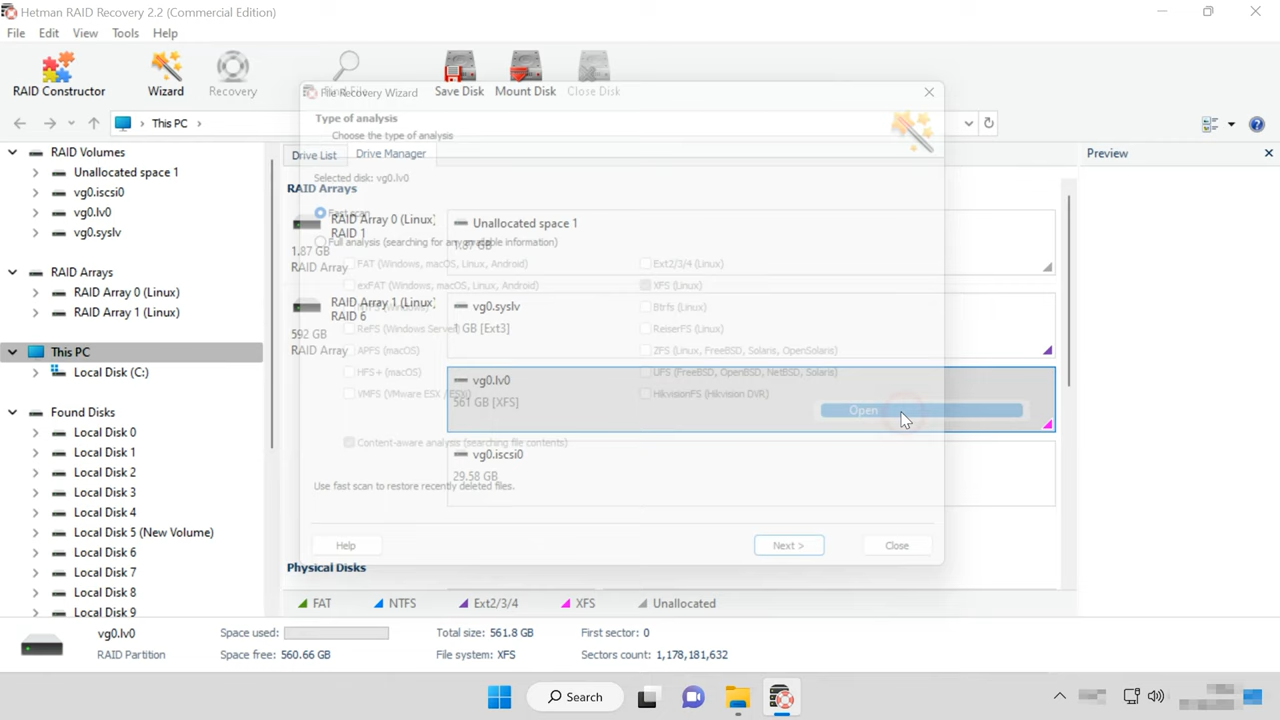 Hetman RAID Recovery 2.2 (Commercial Edition)
File Edit View Tools Help
RAID Constructor Wizard Recovery Save Disk Mount Disk Close Disk
File Recovery Wizard
Type of analysis
Choose the type of analysis
This PC
Drive List Drive Manager
Preview
Selected disk: vg0.lv0
RAID Volumes
Unallocated space 1
vg0.iscsi0
vg0.lv0
vg0.syslv
RAID Arrays
RAID Array 0 (Linux)
RAID Array 1 (Linux)
This PC
Local Disk (C:)
Found Disks
Local Disk 0
Local Disk 1
Local Disk 2
Local Disk 3
Local Disk 4
Local Disk 5 (New Volume)
Local Disk 6
Local Disk 7
Local Disk 8
Local Disk 9
RAID Arrays
RAID Array 0 (Linux)
RAID 1
1.87 GB
RAID Array
Unallocated space 1
1.87 GB
RAID Array 1 (Linux)
RAID 6
592 GB
RAID Array
vg0.syslv
1 GB [Ext3]
vg0.lv0
561 GB [XFS]
Open
vg0.iscsi0
29.58 GB
Fast scan
Full analysis (searching for any available information)
FAT (Windows, macOS, Linux, Android)
Ext2/3/4 (Linux)
exFAT (Windows, macOS, Linux, Android)
XFS (Linux)
Btrfs (Linux)
ReFS (Windows Server)
ReiserFS (Linux)
APFS (macOS)
ZFS (Linux, FreeBSD, Solaris, OpenSolaris)
HFS+ (macOS)
UFS (FreeBSD, OpenBSD, NetBSD, Solaris)
VMFS (VMware ESX / ESXi)
HikvisionFS (Hikvision DVR)
Content-aware analysis (searching file contents)
Use fast scan to restore recently deleted files.
Help Next > Close
Physical Disks
FAT NTFS Ext2/3/4 XFS Unallocated
vg0.lv0
RAID Partition
Space used:
Space free: 560.66 GB
Total size: 561.8 GB
File system: XFS
First sector: 0
Sectors count: 1,178,181,632
Search